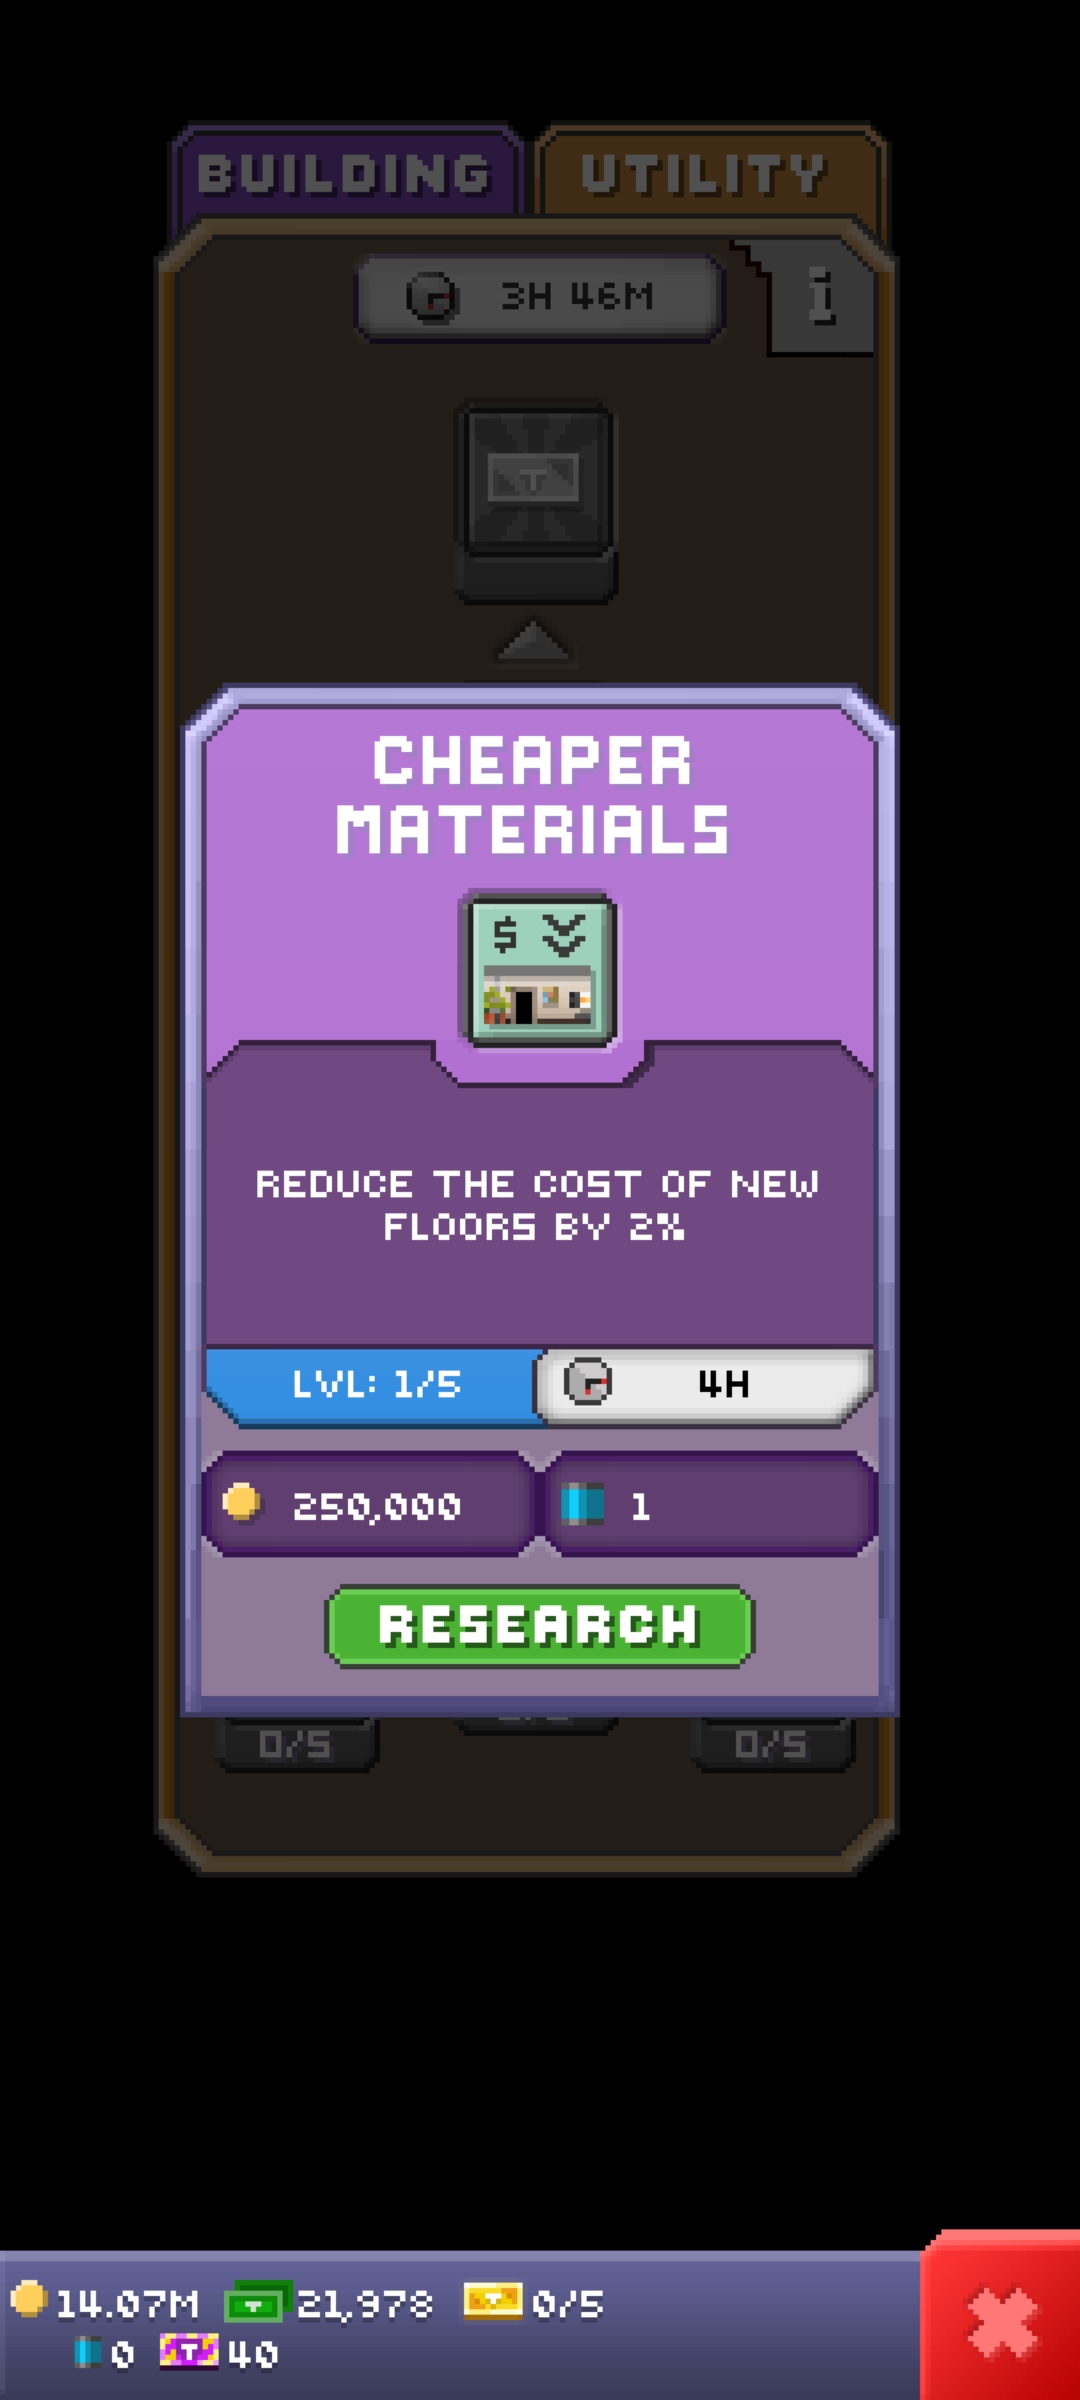 BUILDING
UTILITY
3H 46M
i
T
CHEAPER
MATERIALS
$
REDUCE THE COST OF NEW
FLOORS BY 2%
LVL: 1/5
4H
250,000
1
RESEARCH
0/5
0/5
14.07M
21,978
0/5
0
T
40